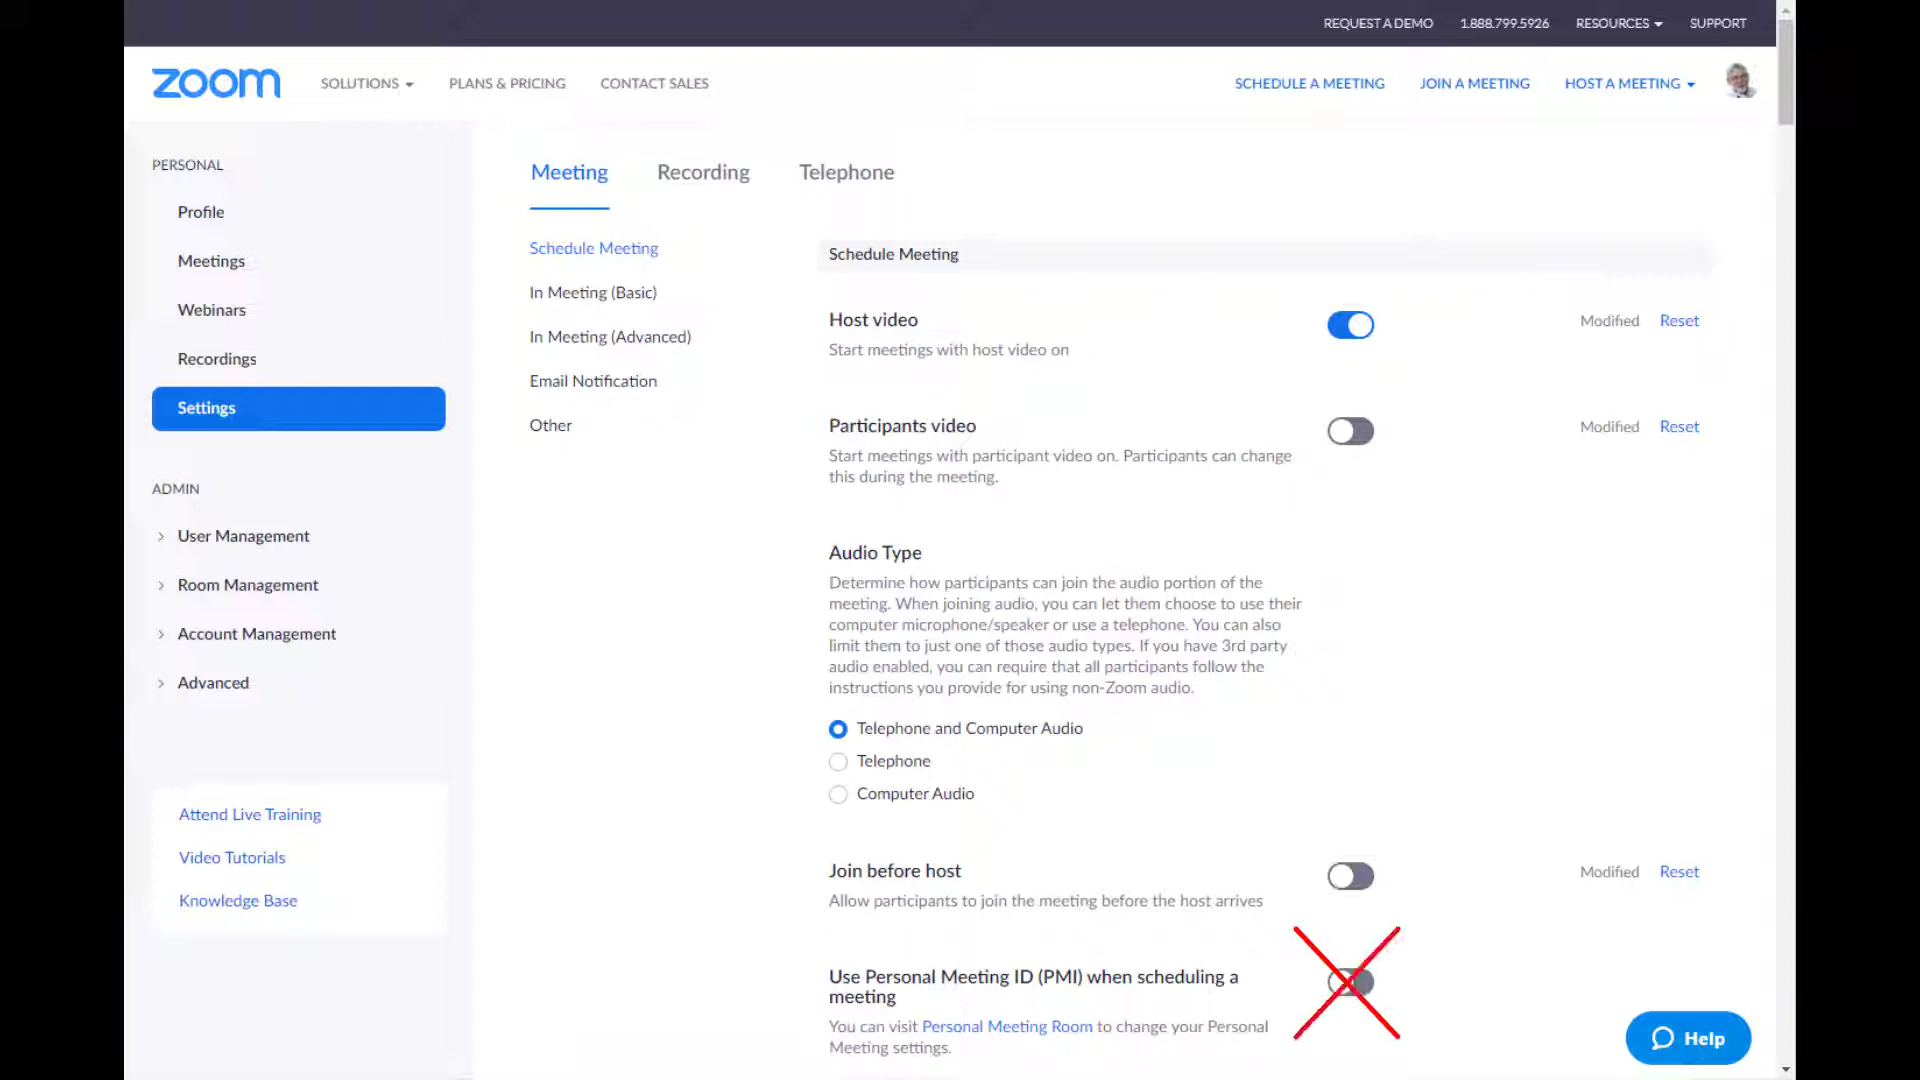 REQUEST A DEMO 1.888.799.5926 RESOURCES SUPPORT
zoom SOLUTIONS PLANS & PRICING CONTACT SALES SCHEDULE A MEETING JOIN A MEETING HOST A MEETING
PERSONAL
Profile
Meetings
Webinars
Recordings
Settings
ADMIN
User Management
Room Management
Account Management
Advanced
Attend Live Training
Video Tutorials
Knowledge Base
Meeting Recording Telephone
Schedule Meeting
In Meeting (Basic)
In Meeting (Advanced)
Email Notification
Other
Schedule Meeting
Host video
Start meetings with host video on
Modified Reset
Participants video
Start meetings with participant video on. Participants can change
this during the meeting.
Modified Reset
Audio Type
Determine how participants can join the audio portion of the
meeting. When joining audio, you can let them choose to use their
computer microphone/speaker or use a telephone. You can also
limit them to just one of those audio types. If you have 3rd party
audio enabled, you can require that all participants follow the
instructions you provide for using non-Zoom audio.
Telephone and Computer Audio
Telephone
Computer Audio
Join before host
Allow participants to join the meeting before the host arrives
Modified Reset
Use Personal Meeting ID (PMI) when scheduling a
meeting
You can visit Personal Meeting Room to change your Personal
Meeting settings.
Help